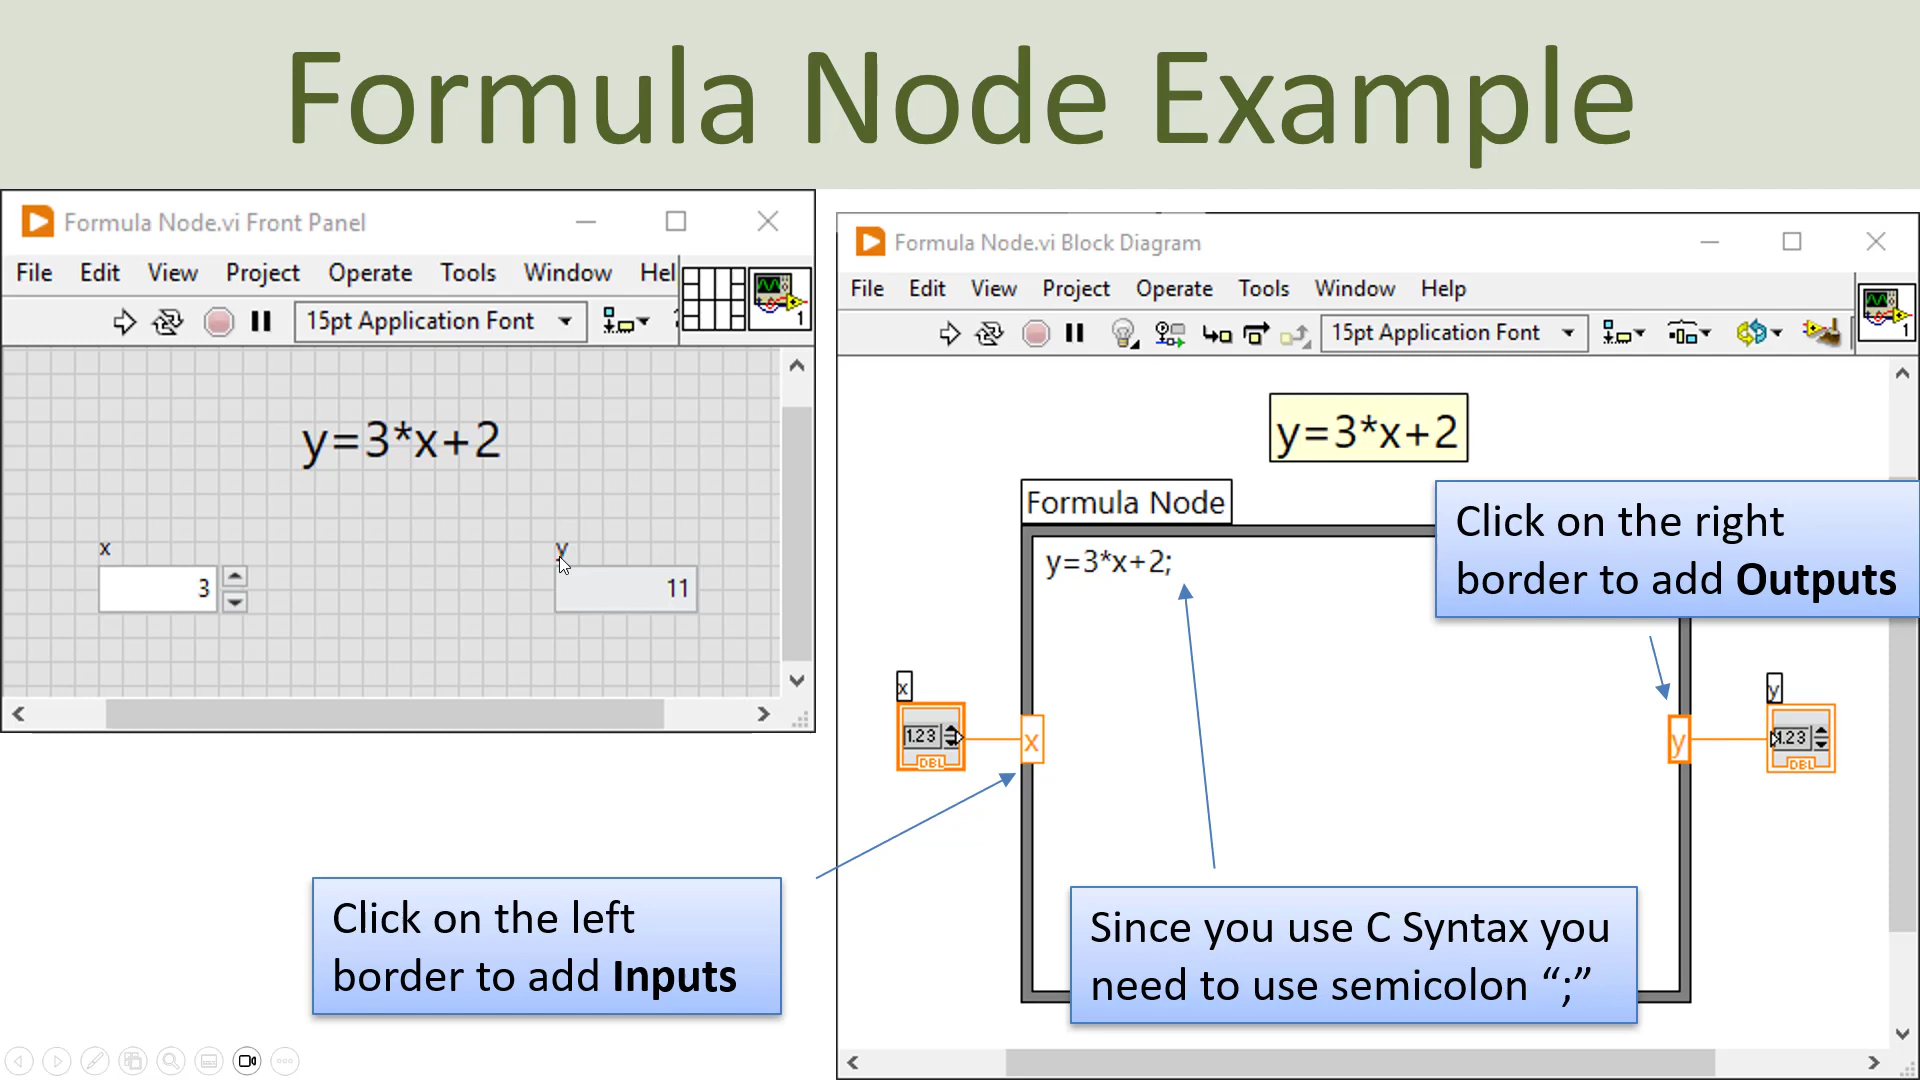 Formula Node Example
Formula Node.vi Front Panel
File Edit View Project Operate Tools Window Hel
15pt Application Font
1
y=3*x+2
x
3
y
11
Formula Node.vi Block Diagram
File Edit View Project Operate Tools Window Help
15pt Application Font
1
y=3*x+2
Formula Node
y=3*x+2;
x
1.23
DBL
x
y
y
1.23
DBL
Click on the right
border to add Outputs
Click on the left
border to add Inputs
Since you use C Syntax you
need to use semicolon “;”